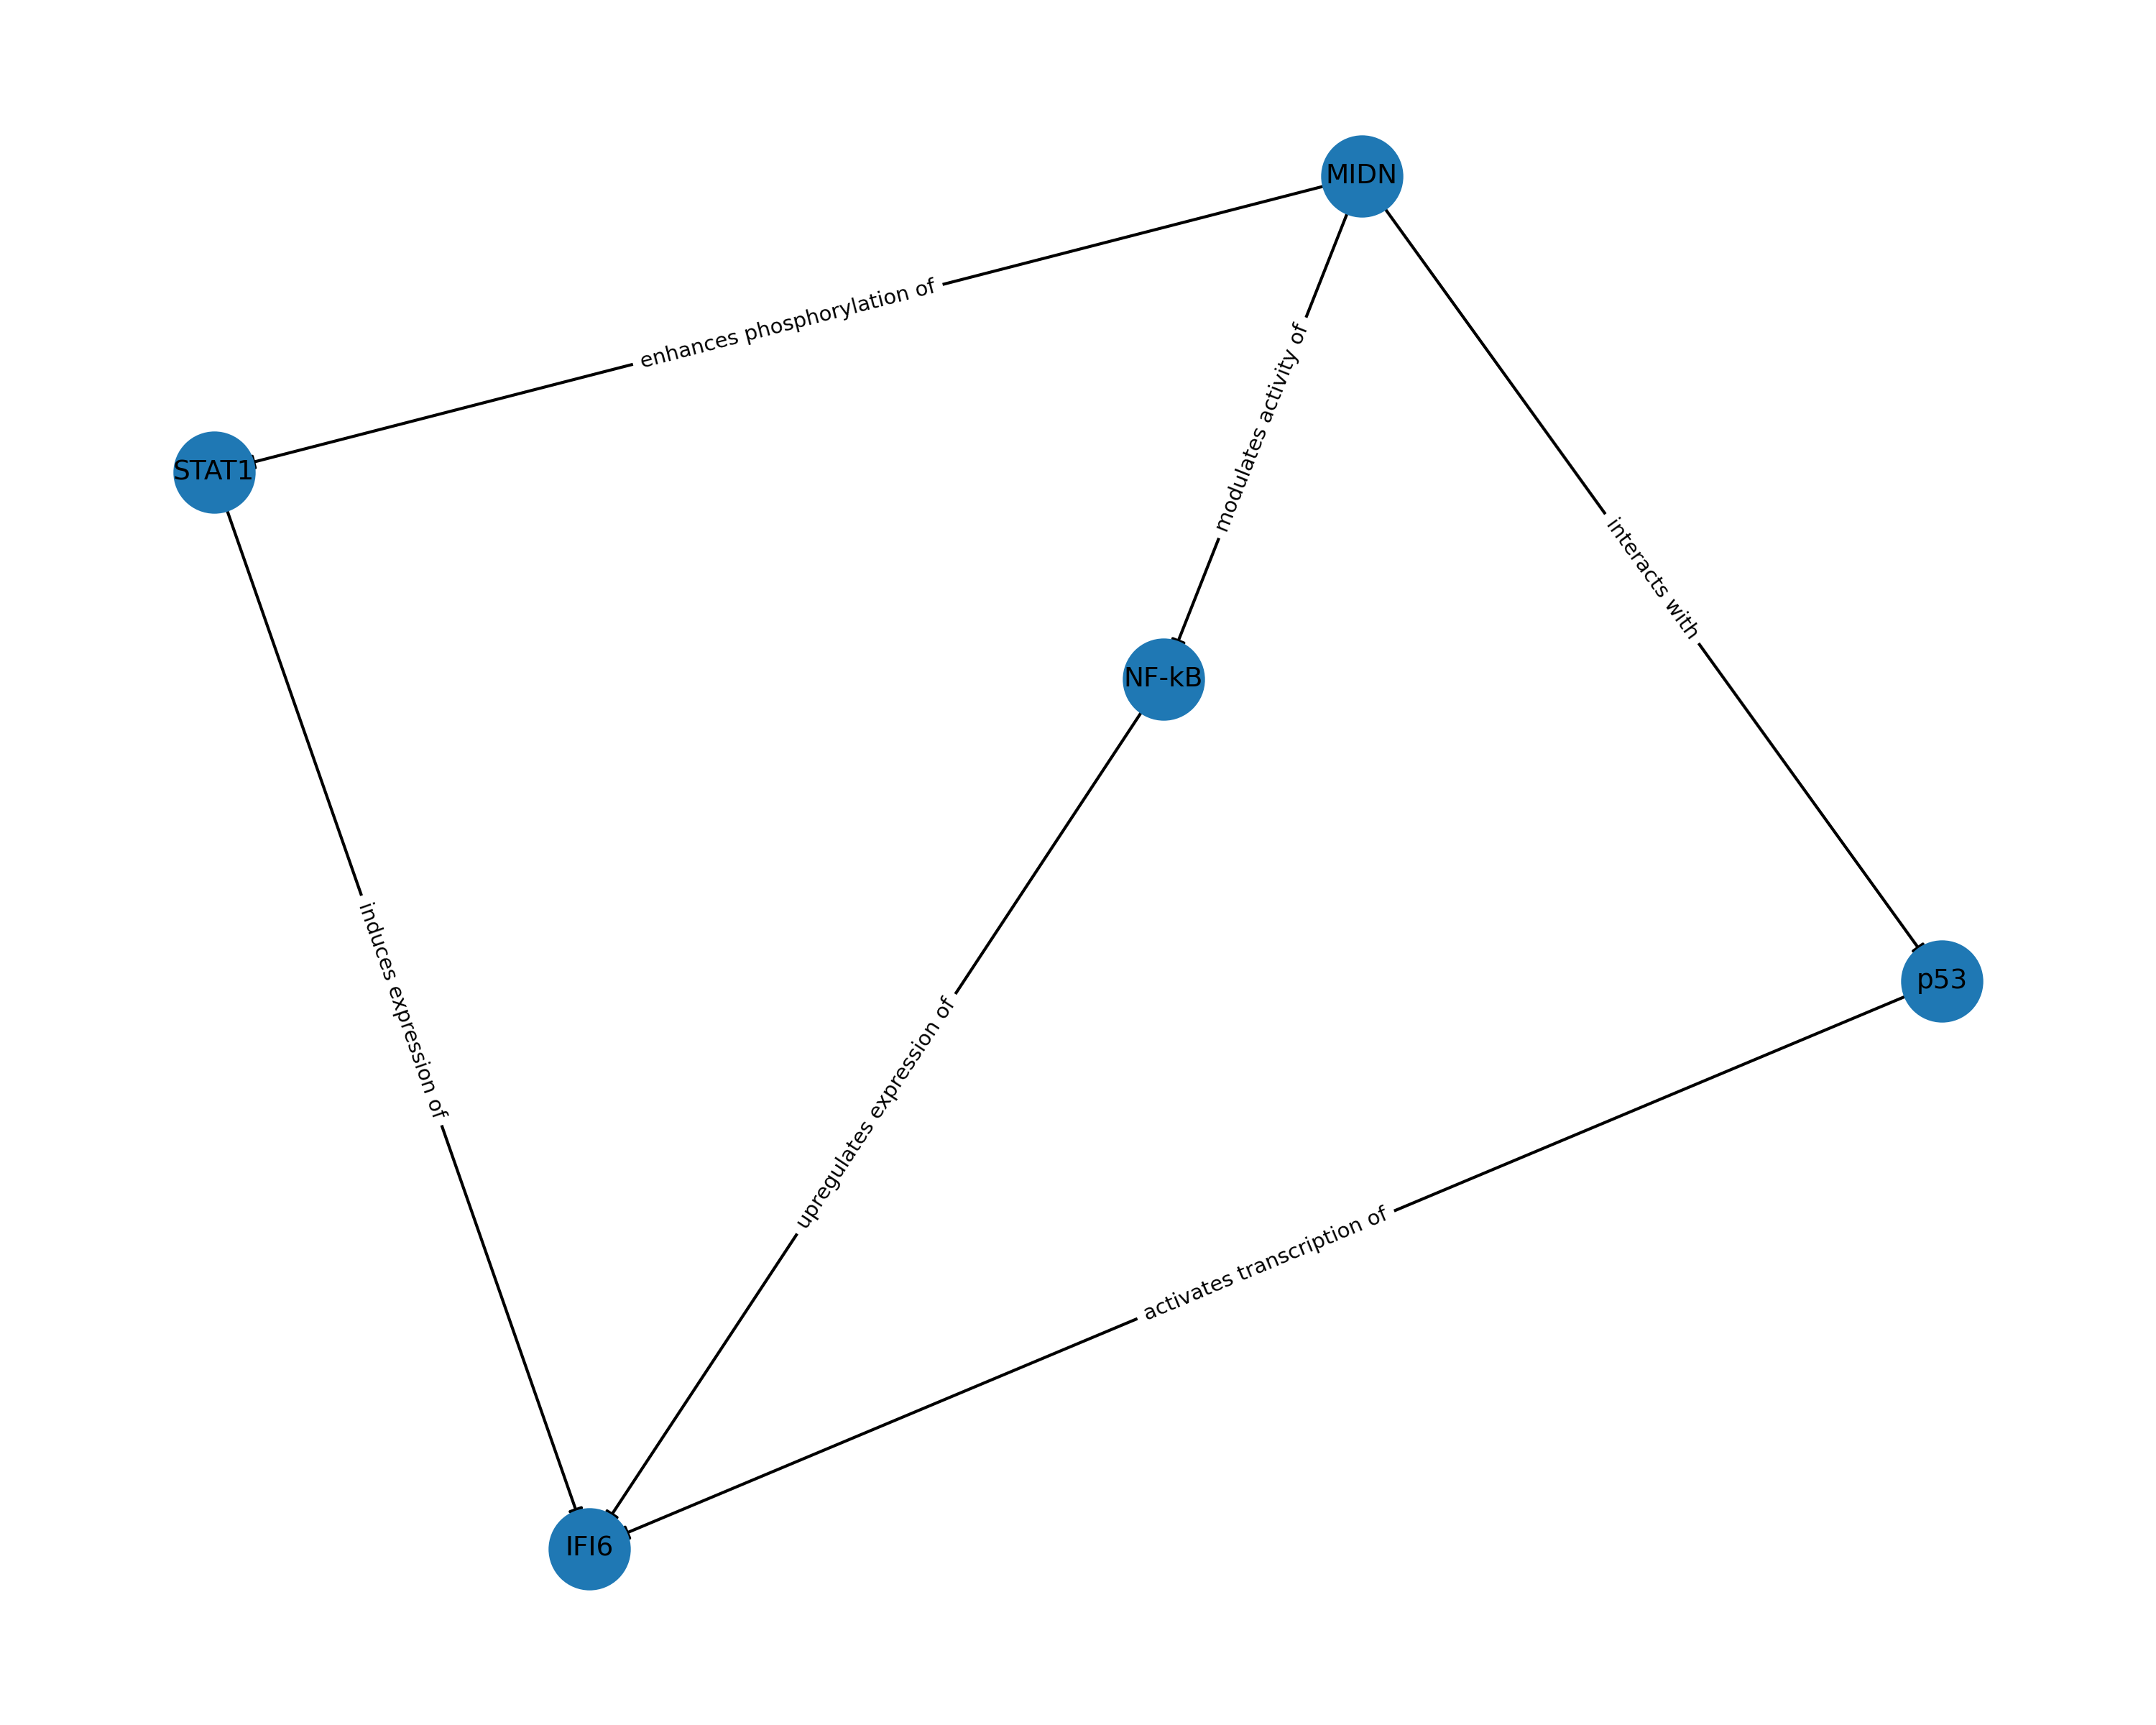 MIDN
enhances phosphorylation of
modulates activity of
STAT1
interacts with
NF-kB
induces expression of
p53
upregulates expression of
activates transcription of
IFI6